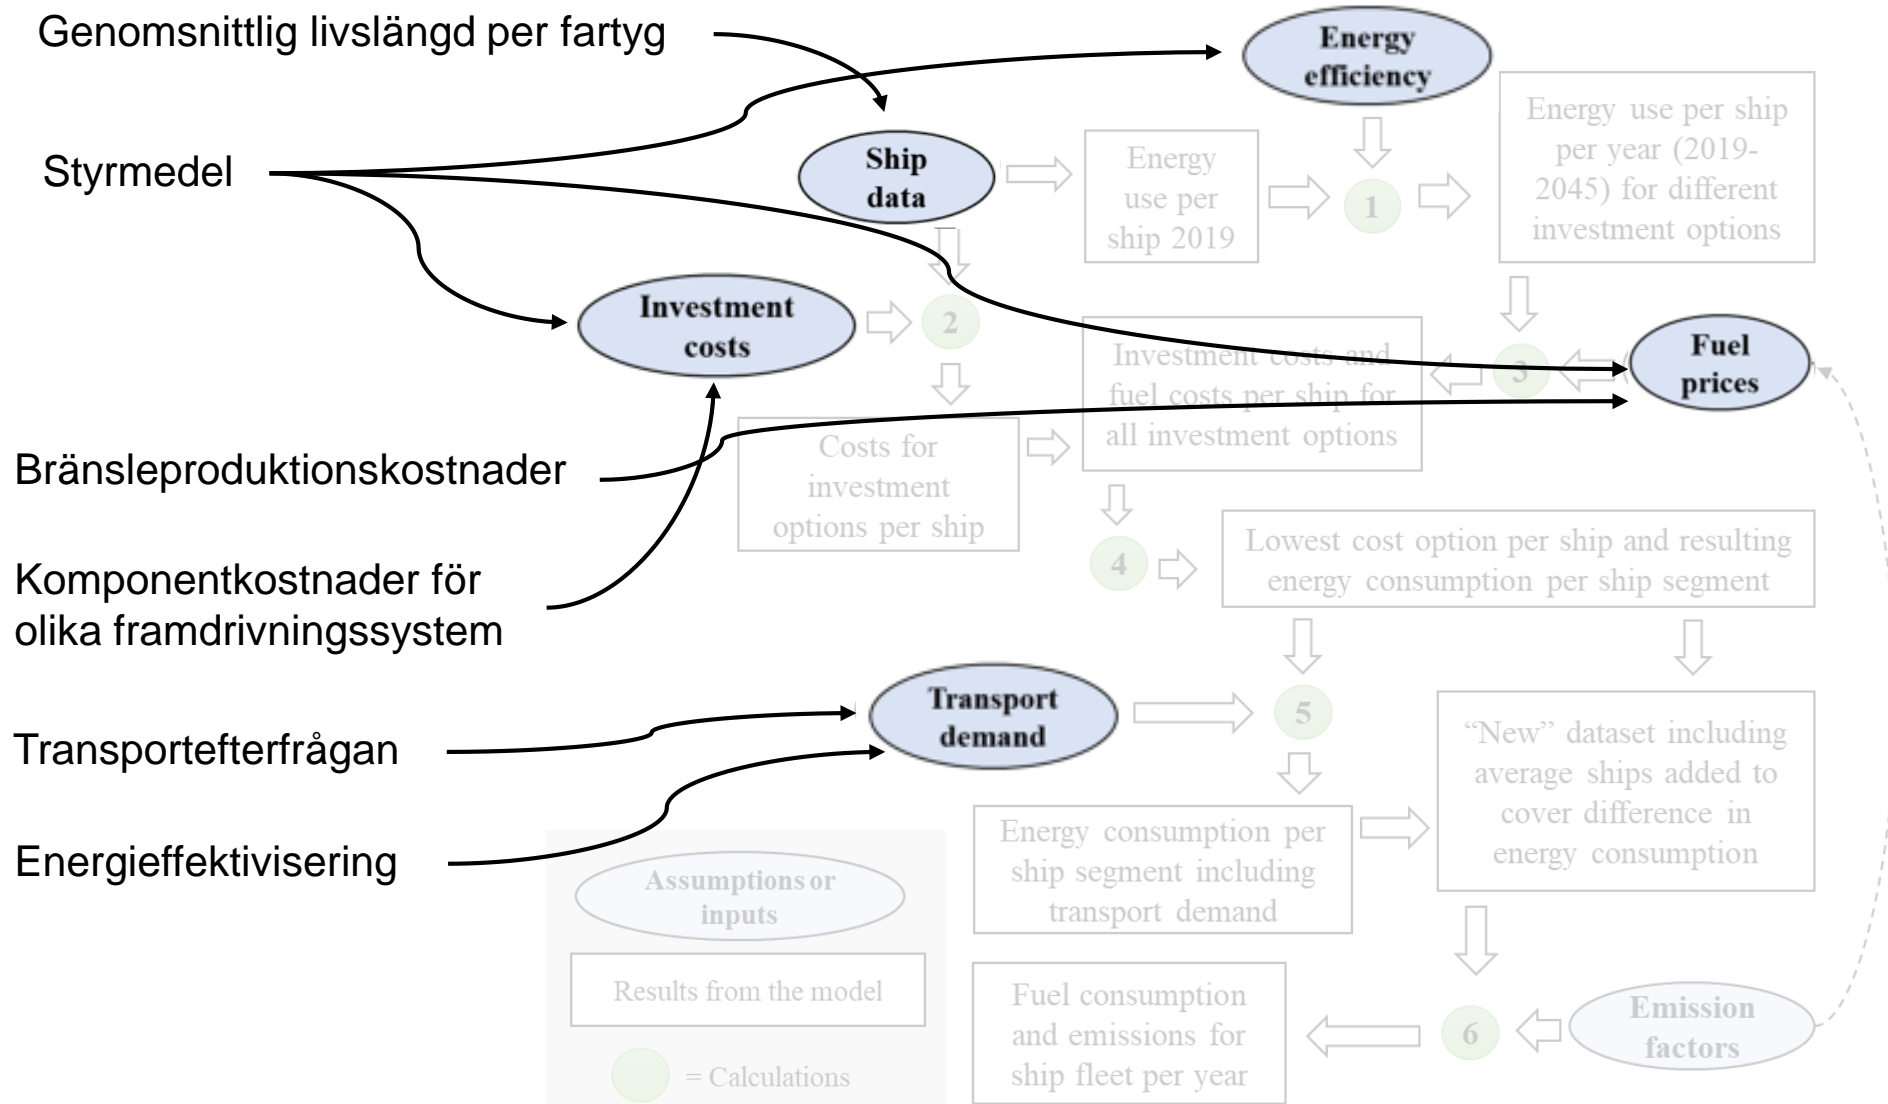 Genomsnittlig livslängd per fartyg
Styrmedel
Bränsleproduktionskostnader
Komponentkostnader för
olika framdrivningssystem
Transportefterfrågan
Energieffektivisering
Energy
efficiency
Ship
data
Energy
use per
ship 2019
1
Energy use per ship
per year (2019-
2045) for different
investment options
Investment
costs
2
Investment costs and
fuel costs per ship for
all investment options
3
Fuel
prices
Costs for
investment
options per ship
4
Lowest cost option per ship and resulting
energy consumption per ship segment
Transport
demand
5
“New” dataset including
average ships added to
cover difference in
energy consumption
Energy consumption per
ship segment including
transport demand
Assumptions or
inputs
Results from the model
= Calculations
Fuel consumption
and emissions for
ship fleet per year
6
Emission
factors